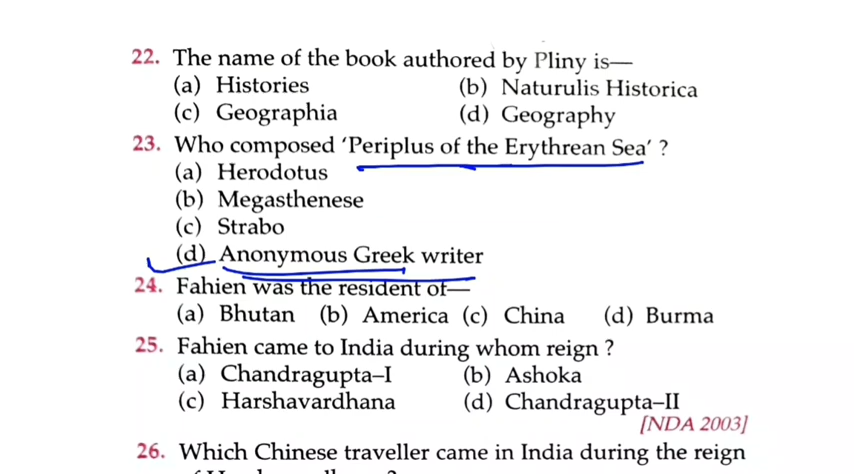 22. The name of the book authored by Pliny is—
(a) Histories (b) Naturulis Historica
(c) Geographia (d) Geography
23. Who composed ‘Periplus of the Erythrean Sea’ ?
(a) Herodotus
(b) Megasthenese
(c) Strabo
(d) Anonymous Greek writer
24. Fahien was the resident of—
(a) Bhutan (b) America (c) China (d) Burma
25. Fahien came to India during whom reign ?
(a) Chandragupta–I (b) Ashoka
(c) Harshavardhana (d) Chandragupta–II
[NDA 2003]
26. Which Chinese traveller came in India during the reign